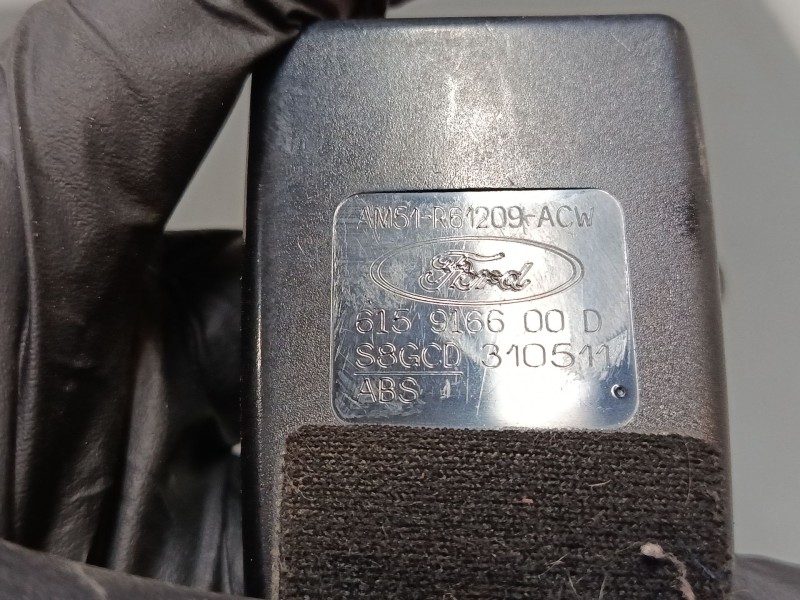 AM51-R61209-ACW
Ford
615 9166 00 D
S8GCD 310511
ABS